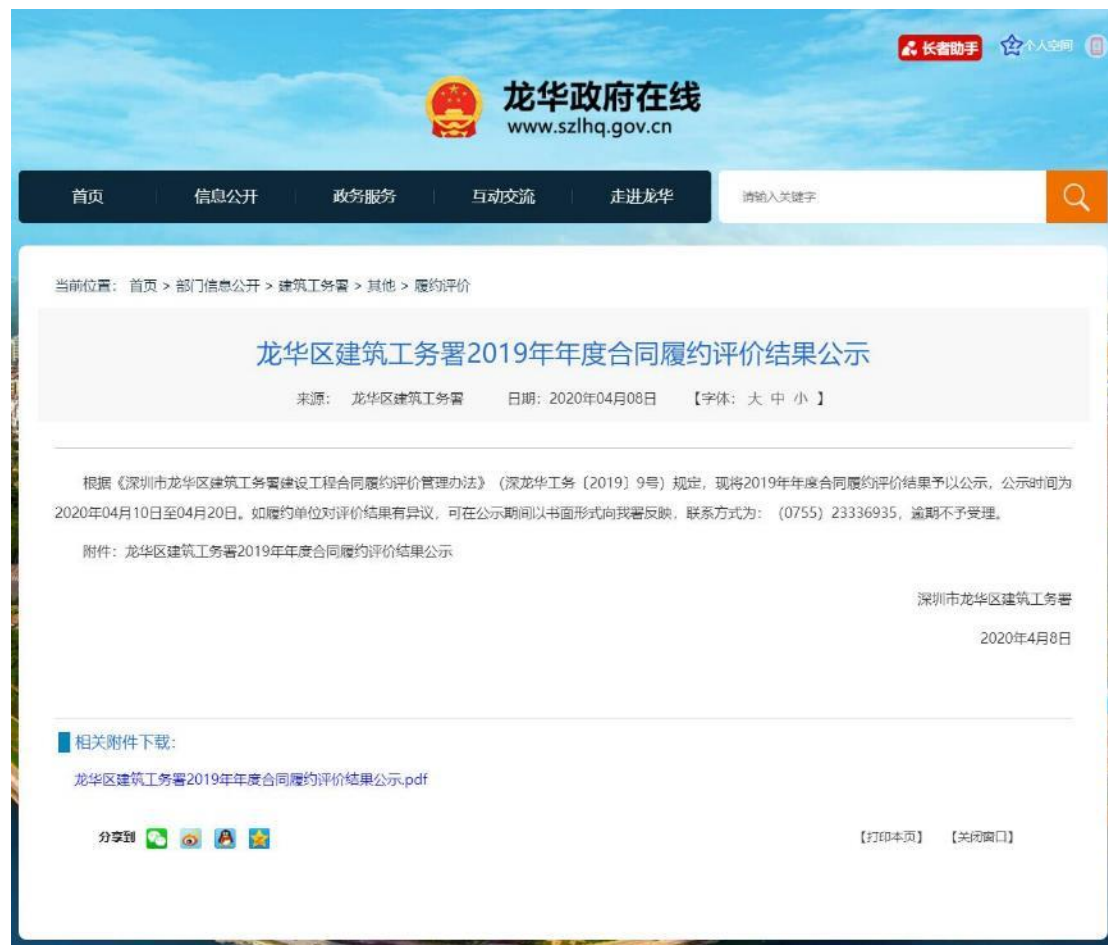 长者助手
个人空间
龙华政府在线
www.szlhq.gov.cn
首页 信息公开 政务服务 互动交流 走进龙华 请输入关键字
当前位置： 首页 > 部门信息公开 > 建筑工务署 > 其他 > 履约评价
龙华区建筑工务署2019年年度合同履约评价结果公示
来源： 龙华区建筑工务署 日期：2020年04月08日 【字体：大 中 小 】
根据《深圳市龙华区建筑工务署建设工程合同履约评价管理办法》（深龙华工务〔2019〕9号）规定，现将2019年年度合同履约评价结果予以公示，公示时间为
2020年04月10日至04月20日。如履约单位对评价结果有异议，可在公示期间以书面形式向我署反映，联系方式为：（0755）23336935，逾期不予受理。
附件：龙华区建筑工务署2019年年度合同履约评价结果公示
深圳市龙华区建筑工务署
2020年4月8日
相关附件下载：
龙华区建筑工务署2019年年度合同履约评价结果公示.pdf
分享到 【打印本页】 【关闭窗口】